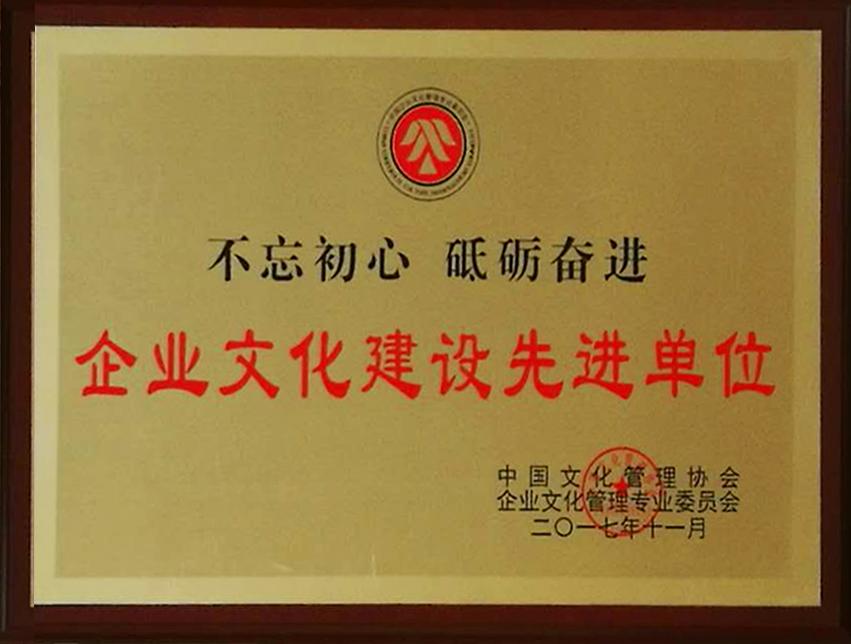 不忘初心 砥砺奋进
企业文化建设先进单位
中国文化管理协会
企业文化管理专业委员会
二〇一七年十一月